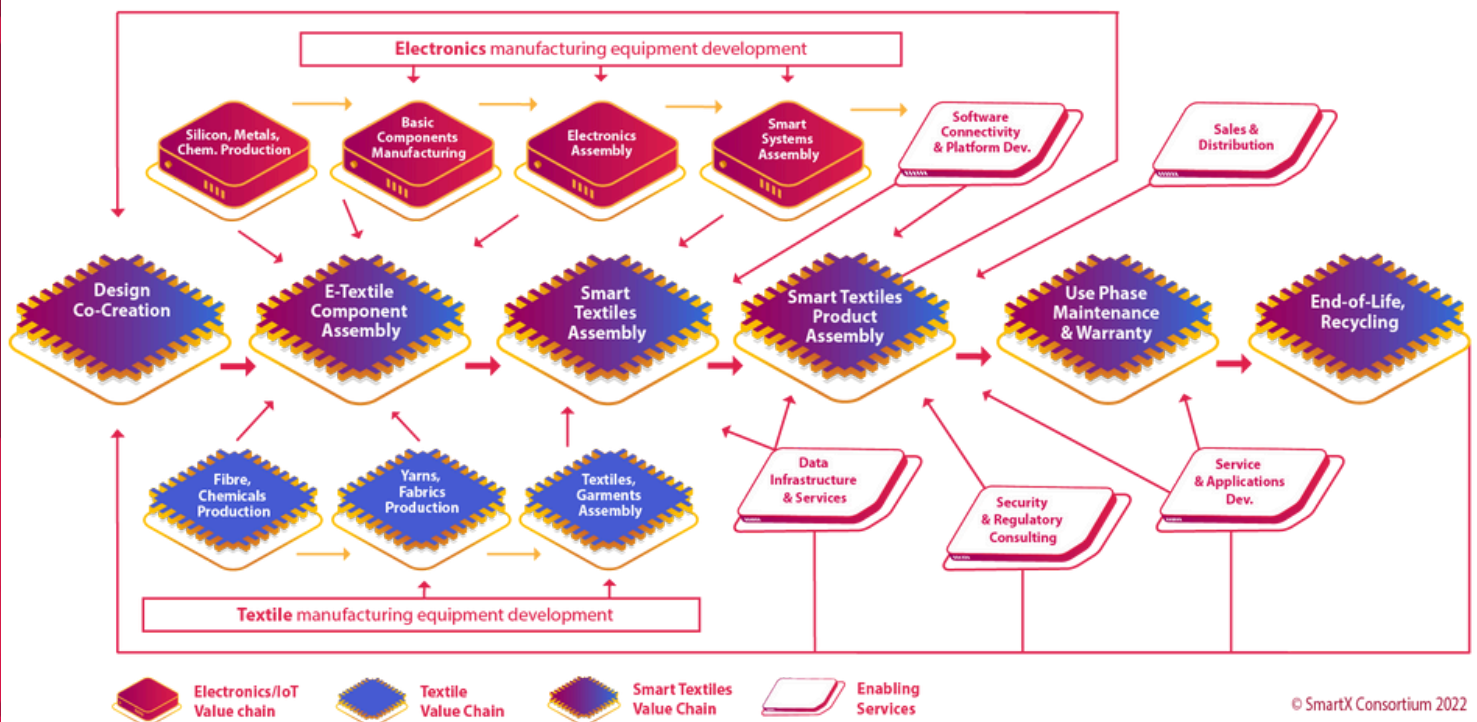 Electronics manufacturing equipment development
Silicon, Metals,
Chem. Production
Basic
Components
Manufacturing
Electronics
Assembly
Smart
Systems
Assembly
Software
Connectivity
& Platform Dev.
Sales &
Distribution
Design
Co-Creation
E-Textile
Component
Assembly
Smart
Textiles
Assembly
Smart Textiles
Product
Assembly
Use Phase
Maintenance
& Warranty
End-of-Life,
Recycling
Fibre,
Chemicals
Production
Yarns,
Fabrics
Production
Textiles,
Garments
Assembly
Data
Infrastructure
& Services
Security
& Regulatory
Consulting
Service
& Applications
Dev.
Textile manufacturing equipment development
Electronics/IoT
Value chain
Textile
Value Chain
Smart Textiles
Value Chain
Enabling
Services
© SmartX Consortium 2022